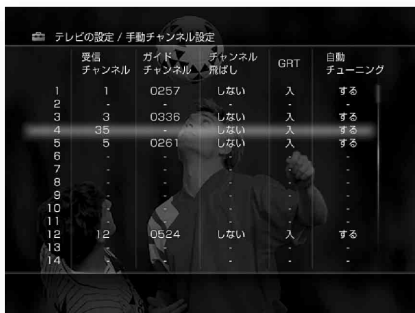 テレビの設定 / 手動チャンネル設定
受信チャンネル ガイドチャンネル チャンネル飛ばし GRT 自動チューニング
1 1 0257 しない 入 する
2 - - - - -
3 3 0336 しない 入 する
4 35 - しない 入 する
5 5 0261 しない 入 する
6 - - - - -
7 - - - - -
8 - - - - -
9 - - - - -
10 - - - - -
11 - - - - -
12 12 0524 しない 入 する
13 - - - - -
14 - - - - -